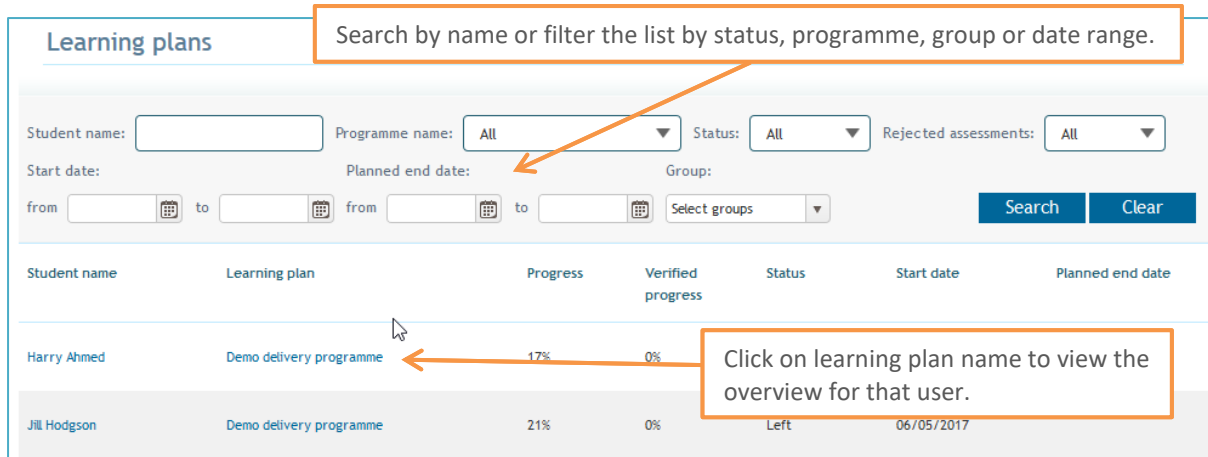 Learning plans
Search by name or filter the list by status, programme, group or date range.
Student name: Programme name: All Status: All Rejected assessments: All
Start date: Planned end date: Group:
from to from to Select groups Search Clear
Student name Learning plan Progress Verified progress Status Start date Planned end date
Harry Ahmed Demo delivery programme 17% 0%
Click on learning plan name to view the
overview for that user.
Jill Hodgson Demo delivery programme 21% 0% Left 06/05/2017